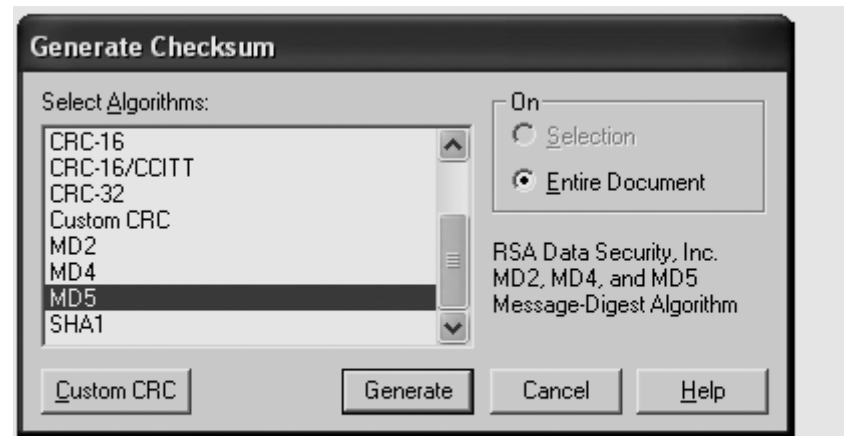 Generate Checksum
Select Algorithms:
CRC-16
CRC-16/CCITT
CRC-32
Custom CRC
MD2
MD4
MD5
SHA1
On
Selection
Entire Document
RSA Data Security, Inc.
MD2, MD4, and MD5
Message-Digest Algorithm
Custom CRC
Generate
Cancel
Help